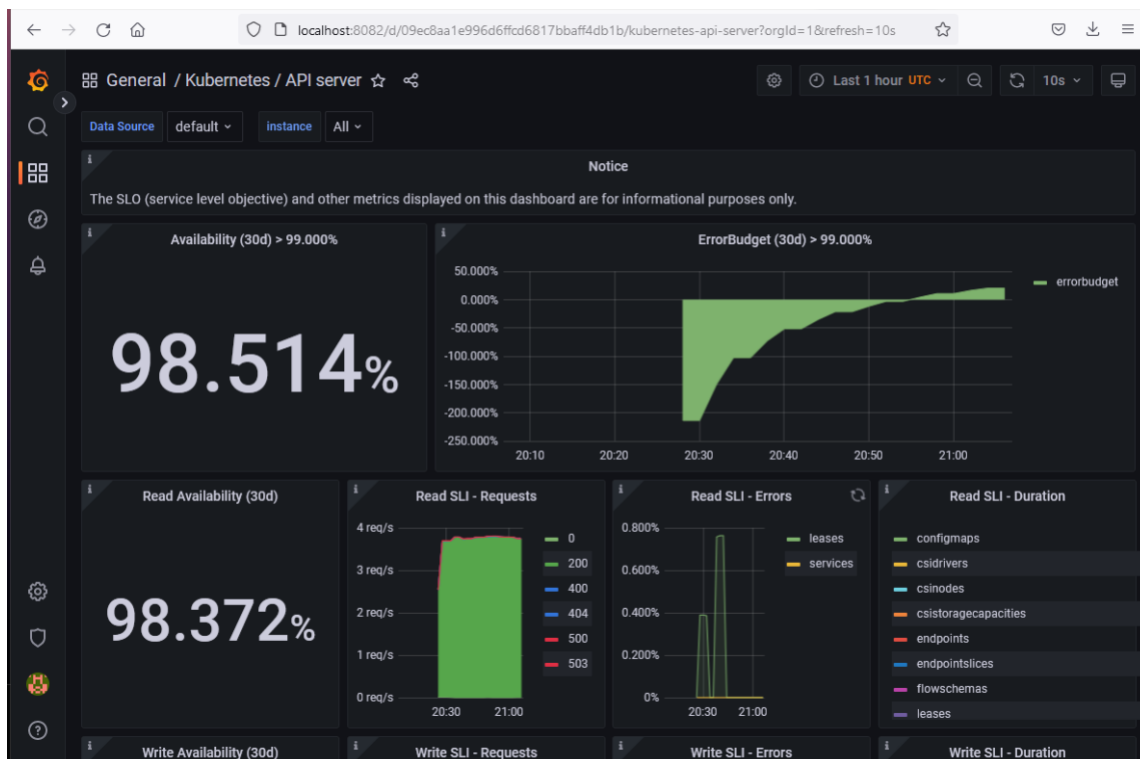 localhost:8082/d/09ec8aa1e996d6ffcd6817bbaff4db1b/kubernetes-api-server?orgId=1&refresh=10s
General / Kubernetes / API server
Last 1 hour UTC
10s
Data Source default instance All
Notice
The SLO (service level objective) and other metrics displayed on this dashboard are for informational purposes only.
Availability (30d) > 99.000%
98.514%
ErrorBudget (30d) > 99.000%
50.000%
0.000%
-50.000%
-100.000%
-150.000%
-200.000%
-250.000%
20:10 20:20 20:30 20:40 20:50 21:00
errorbudget
Read Availability (30d)
98.372%
Read SLI - Requests
4 req/s
3 req/s
2 req/s
1 req/s
0 req/s
20:30 21:00
0
200
400
404
500
503
Read SLI - Errors
0.800%
0.600%
0.400%
0.200%
0%
20:30 21:00
leases
services
Read SLI - Duration
configmaps
csidrivers
csinodes
csistoragecapacities
endpoints
endpointslices
flowschemas
leases
Write Availability (30d)
Write SLI - Requests
Write SLI - Errors
Write SLI - Duration